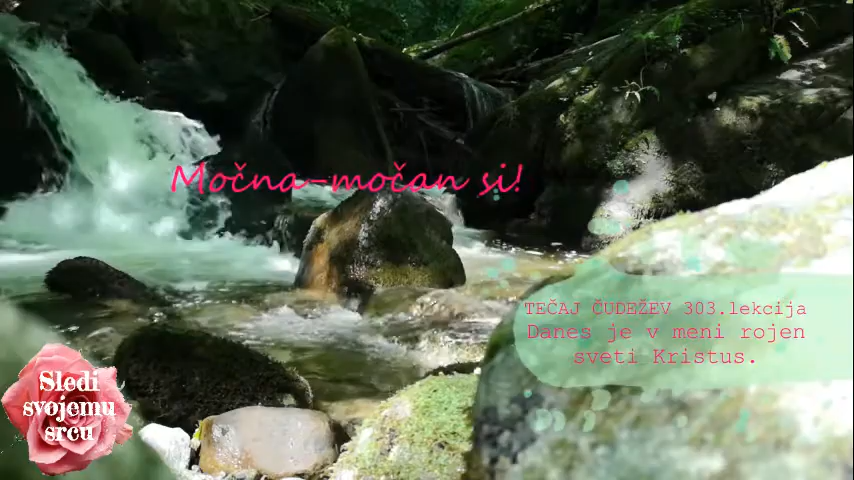 Močna-močan si!
TEČAJ ČUDEŽEV 303.lekcija
Danes je v meni rojen
sveti Kristus.
Sledi
svojemu
srcu